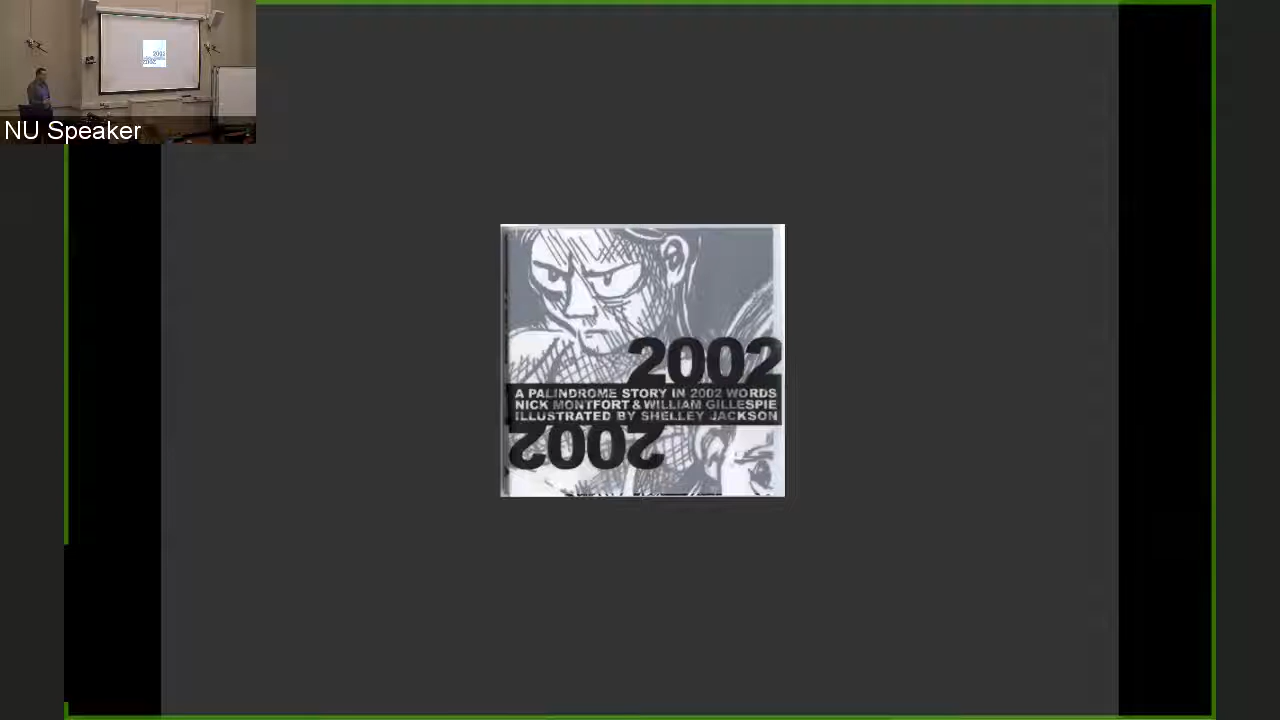 NU Speaker
2002
A PALINDROME STORY IN 2002 WORDS
NICK MONTFORT & WILLIAM GILLESPIE
ILLUSTRATED BY SHELLEY JACKSON
2002